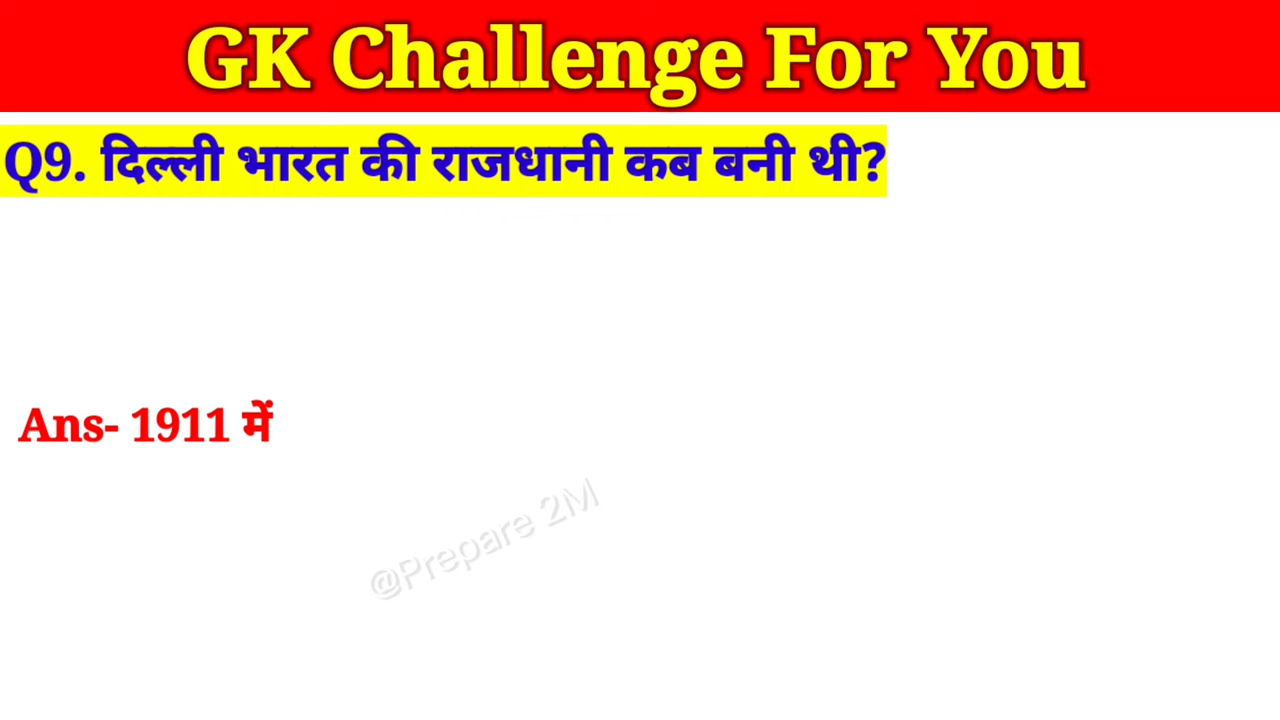 GK Challenge For You
Q9. दिल्ली भारत की राजधानी कब बनी थी?
Ans- 1911 में
@Prepare 2M